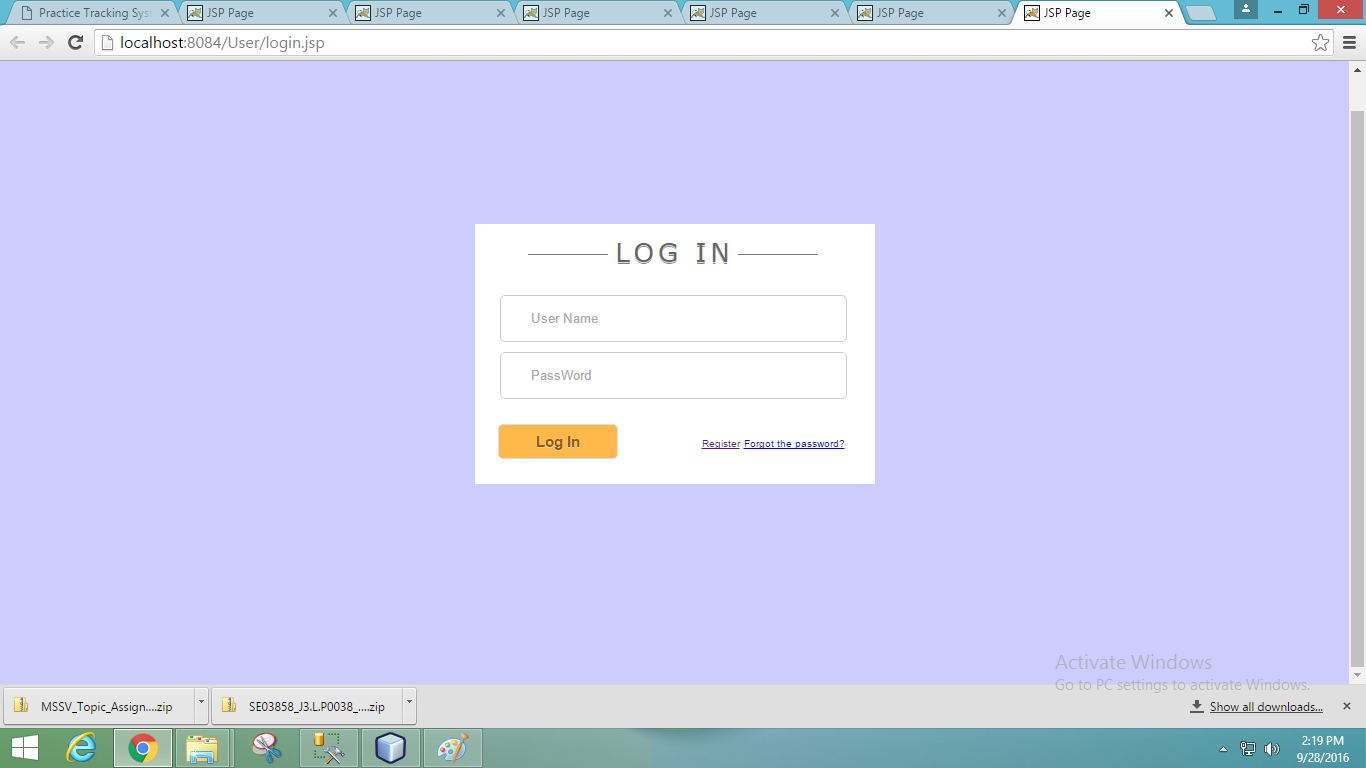 Practice Tracking Syst
JSP Page
JSP Page
JSP Page
JSP Page
JSP Page
JSP Page
localhost:8084/User/login.jsp
LOG IN
User Name
PassWord
Log In
Register Forgot the password?
Activate Windows
Go to PC settings to activate Windows.
MSSV_Topic_Assign....zip
SE03858_J3.L.P0038_....zip
Show all downloads...
2:19 PM
9/28/2016